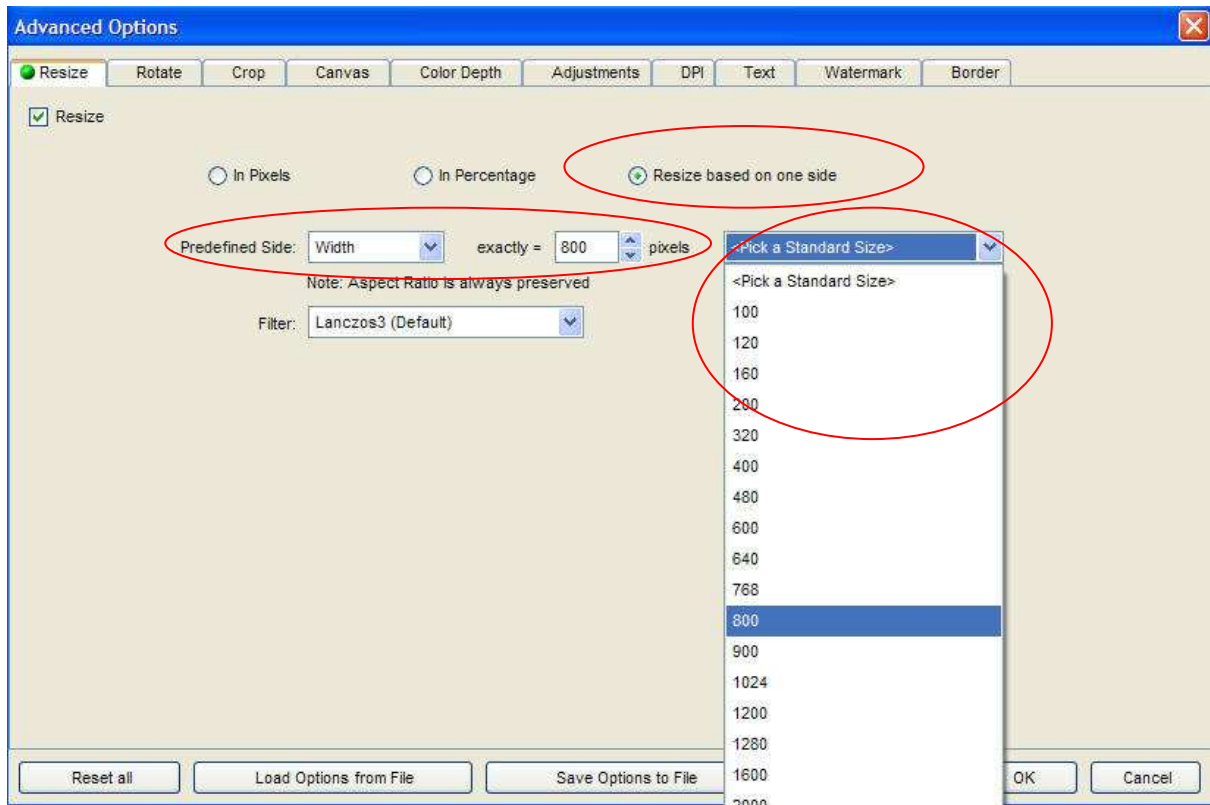 Advanced Options
Resize Rotate Crop Canvas Color Depth Adjustments DPI Text Watermark Border
Resize
In Pixels In Percentage Resize based on one side
Predefined Side: Width exactly = 800 pixels <Pick a Standard Size>
Note: Aspect Ratio is always preserved
Filter: Lanczos3 (Default)
<Pick a Standard Size>
100
120
160
200
320
400
480
600
640
768
800
900
1024
1200
1280
1600
2000
Reset all Load Options from File Save Options to File OK Cancel